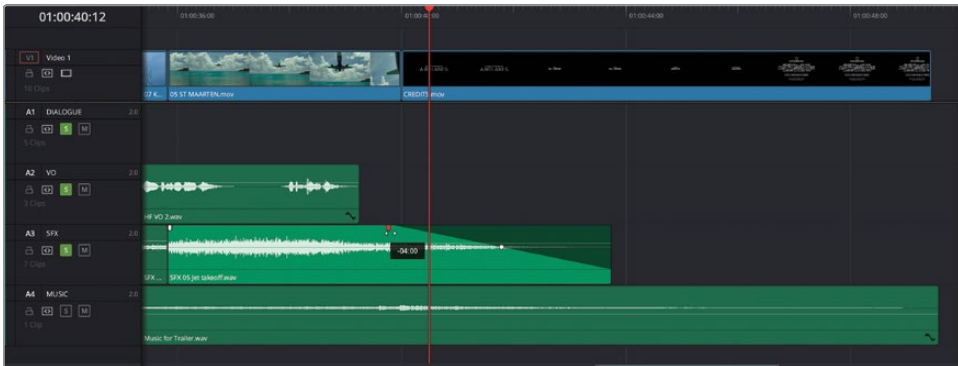 01:00:40:12
01:00:36:00
01:00:40:00
01:00:44:00
01:00:48:00
V1 Video 1
18 Clips
02 K... 05 ST MAARTEN.mov CREDITS.mov
A1 DIALOGUE 2.0
S M
5 Clips
A2 VO 2.0
S M
3 Clips
HF VO 2.wav
A3 SFX 2.0
-04:00
S M
7 Clips
SFX ... SFX 05 Jet takeoff.wav
A4 MUSIC 2.0
S M
1 Clip
Music for Trailer.wav